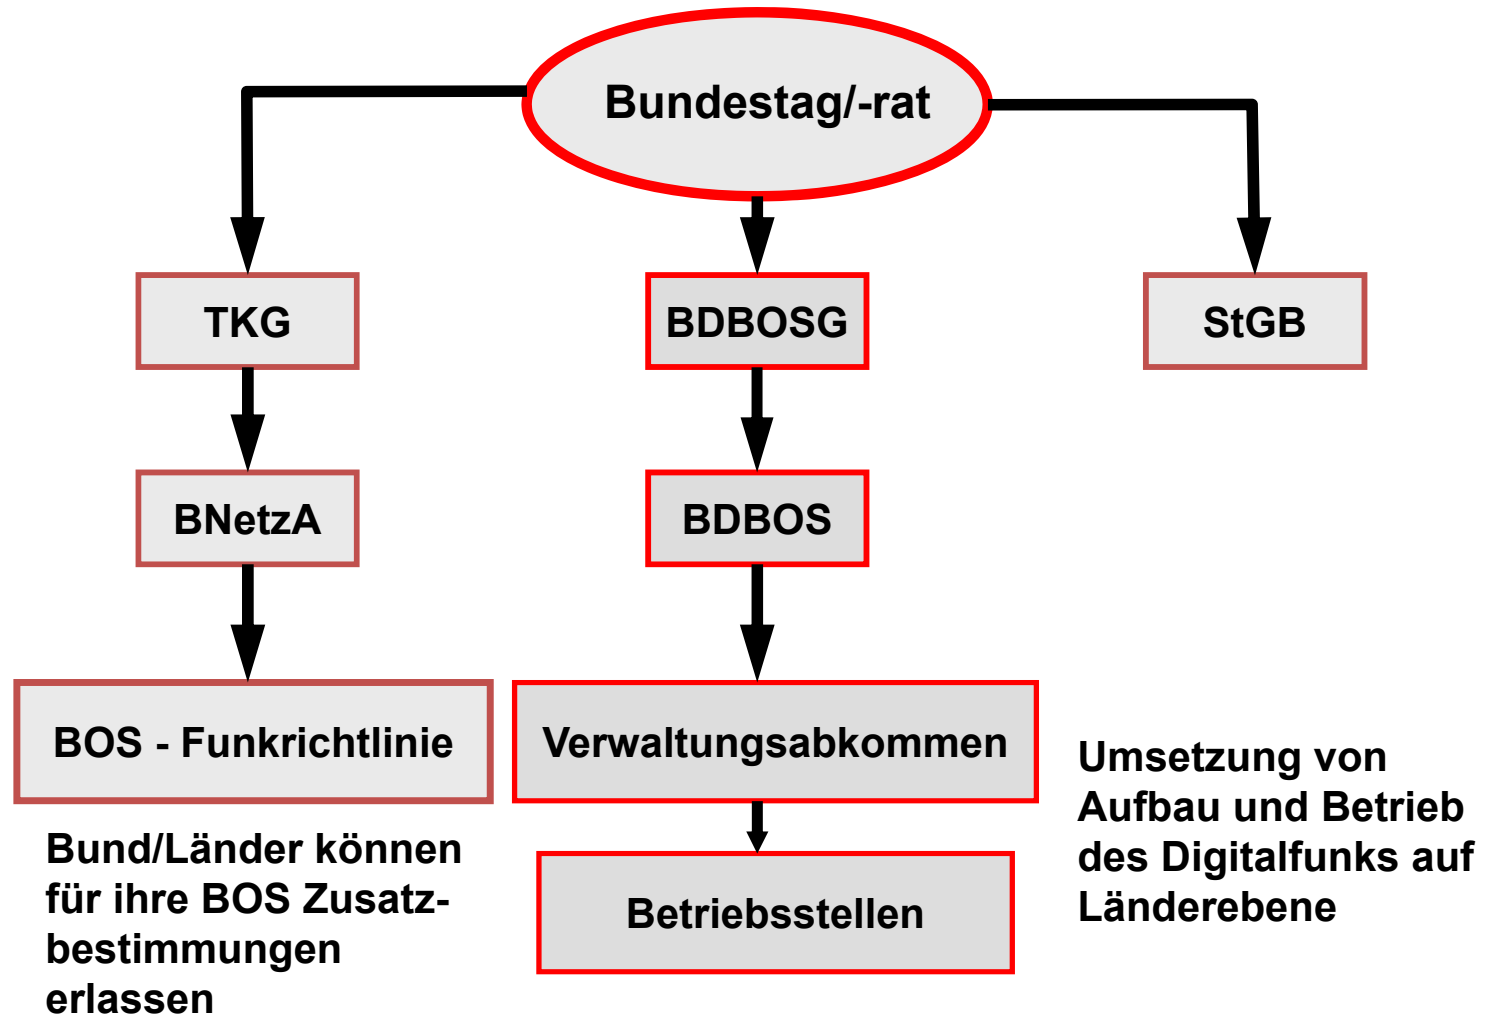 Bundestag/-rat
TKG
BDBOSG
StGB
BNetzA
BDBOS
BOS - Funkrichtlinie
Verwaltungsabkommen
Betriebsstellen
Bund/Länder können
für ihre BOS Zusatz-
bestimmungen
erlassen
Umsetzung von
Aufbau und Betrieb
des Digitalfunks auf
Länderebene